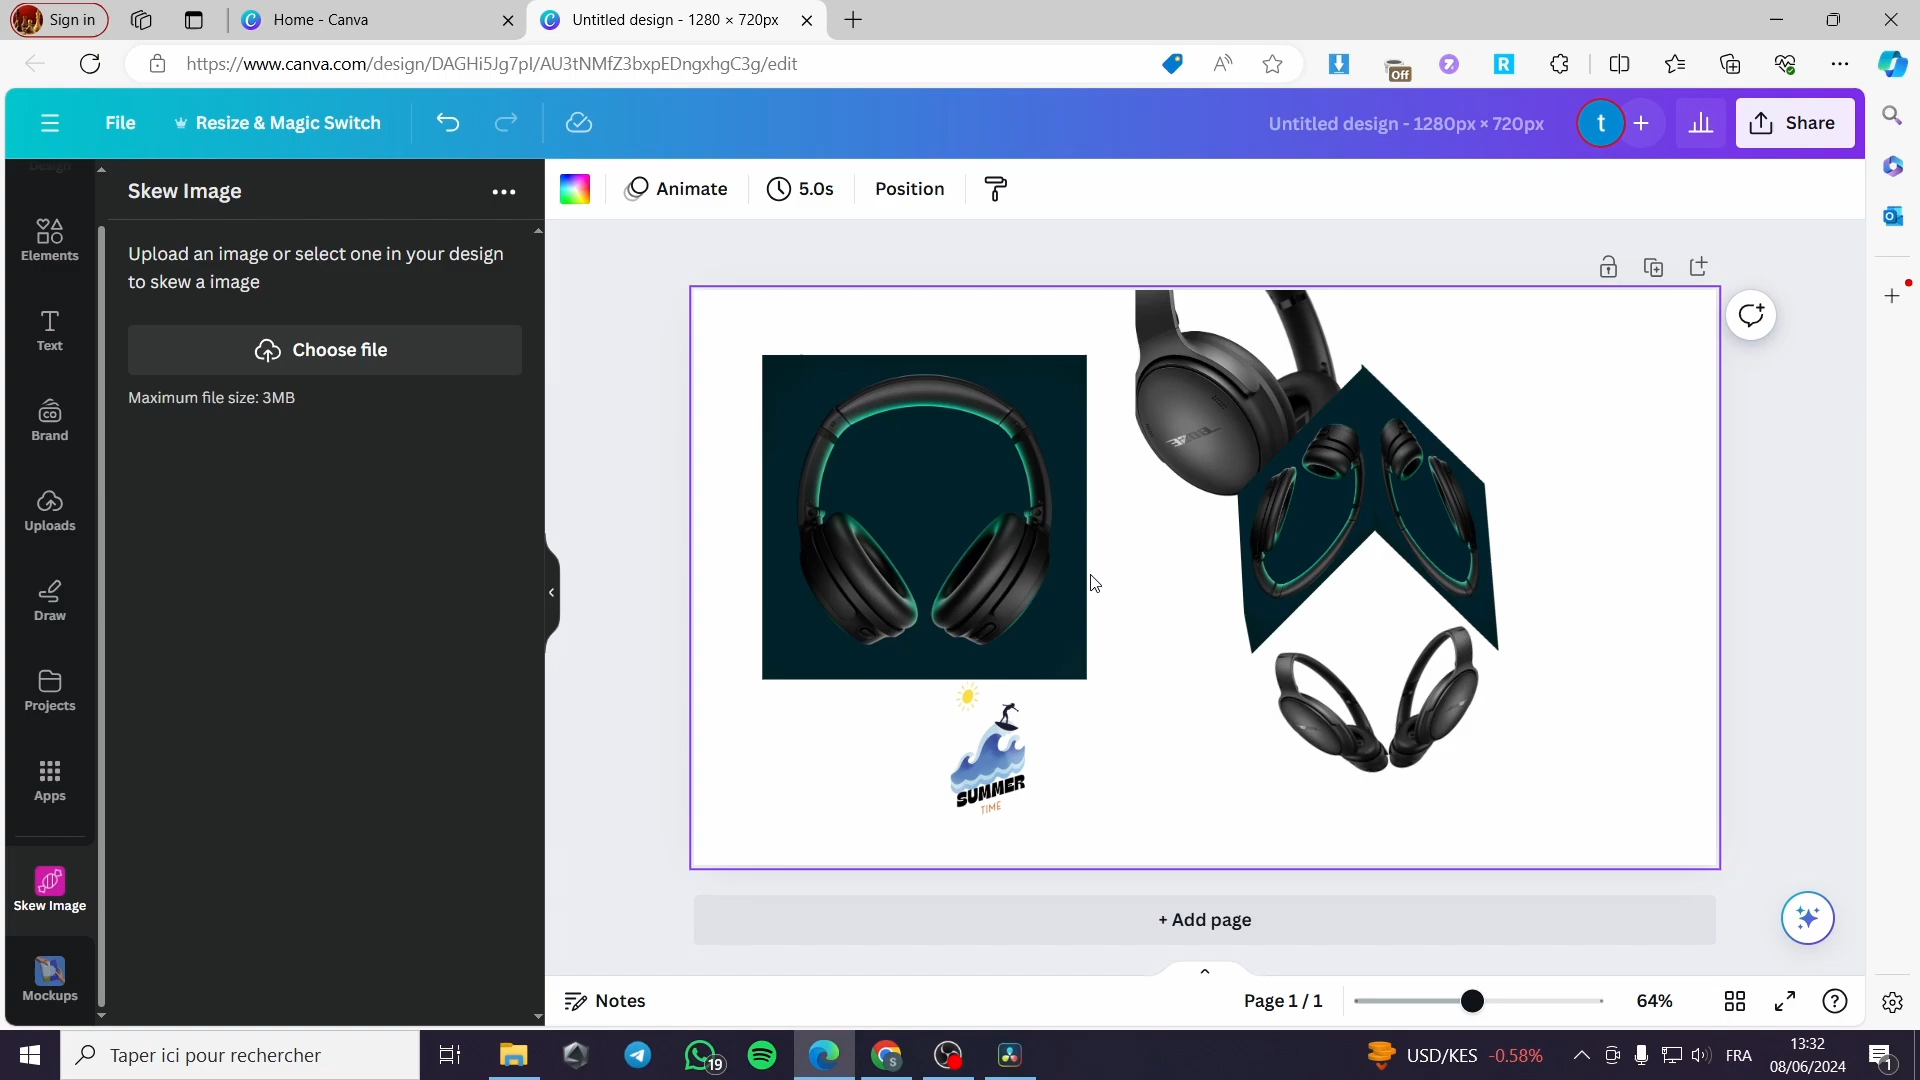 Sign in
Home - Canva
Untitled design - 1280 × 720px
https://www.canva.com/design/DAGHi5Jg7pI/AU3tNMfZ3bxpEDngxhgC3g/edit
Off
File
Resize & Magic Switch
Untitled design - 1280px × 720px
t
Share
Design
Skew Image
Animate
5.0s
Position
Elements
Upload an image or select one in your design
to skew a image
Text
Choose file
Maximum file size: 3MB
Brand
Uploads
Draw
Projects
Apps
SUMMER
TIME
Skew Image
Mockups
+ Add page
Notes
Page 1 / 1
64%
Taper ici pour rechercher
19
USD/KES -0.58%
FRA
13:32
08/06/2024
1